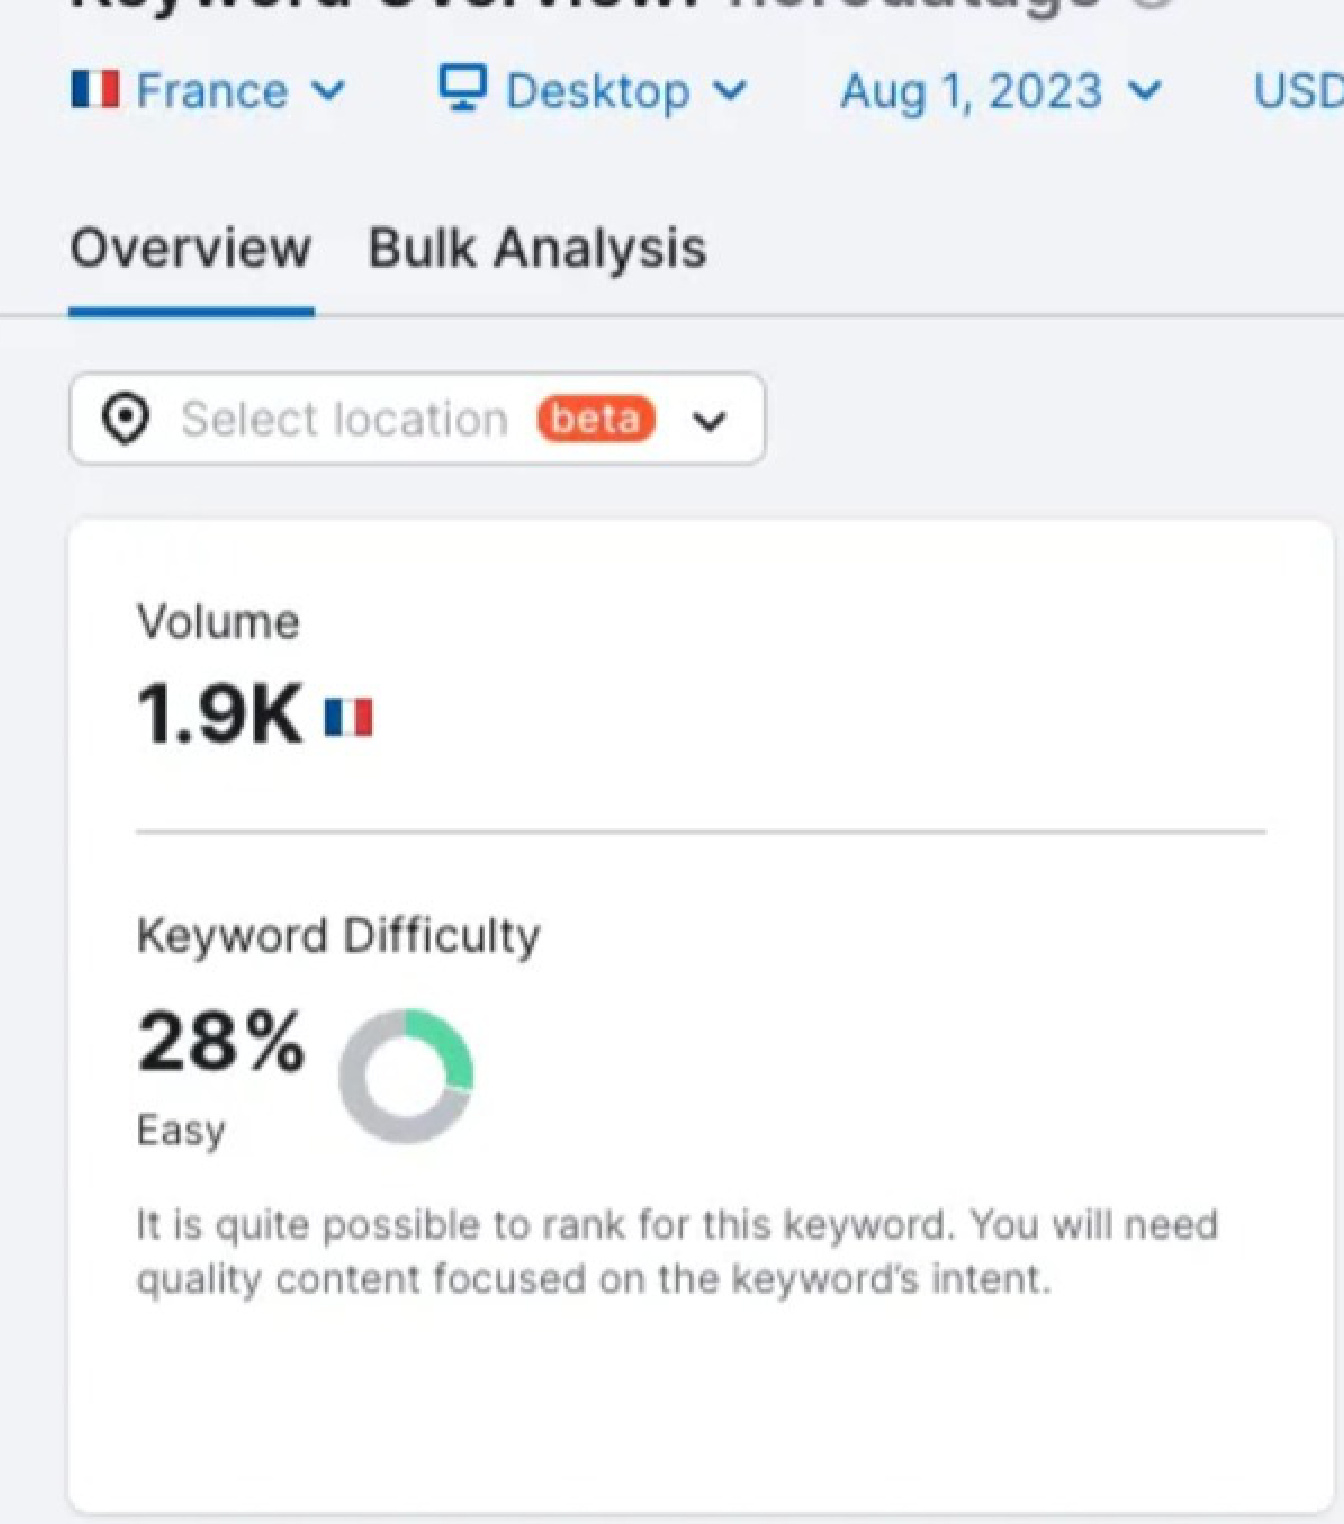 Keyword Overview:
France Desktop Aug 1, 2023 USD
Overview Bulk Analysis
Select location beta
Volume
1.9K
Keyword Difficulty
28%
Easy
It is quite possible to rank for this keyword. You will need
quality content focused on the keyword's intent.